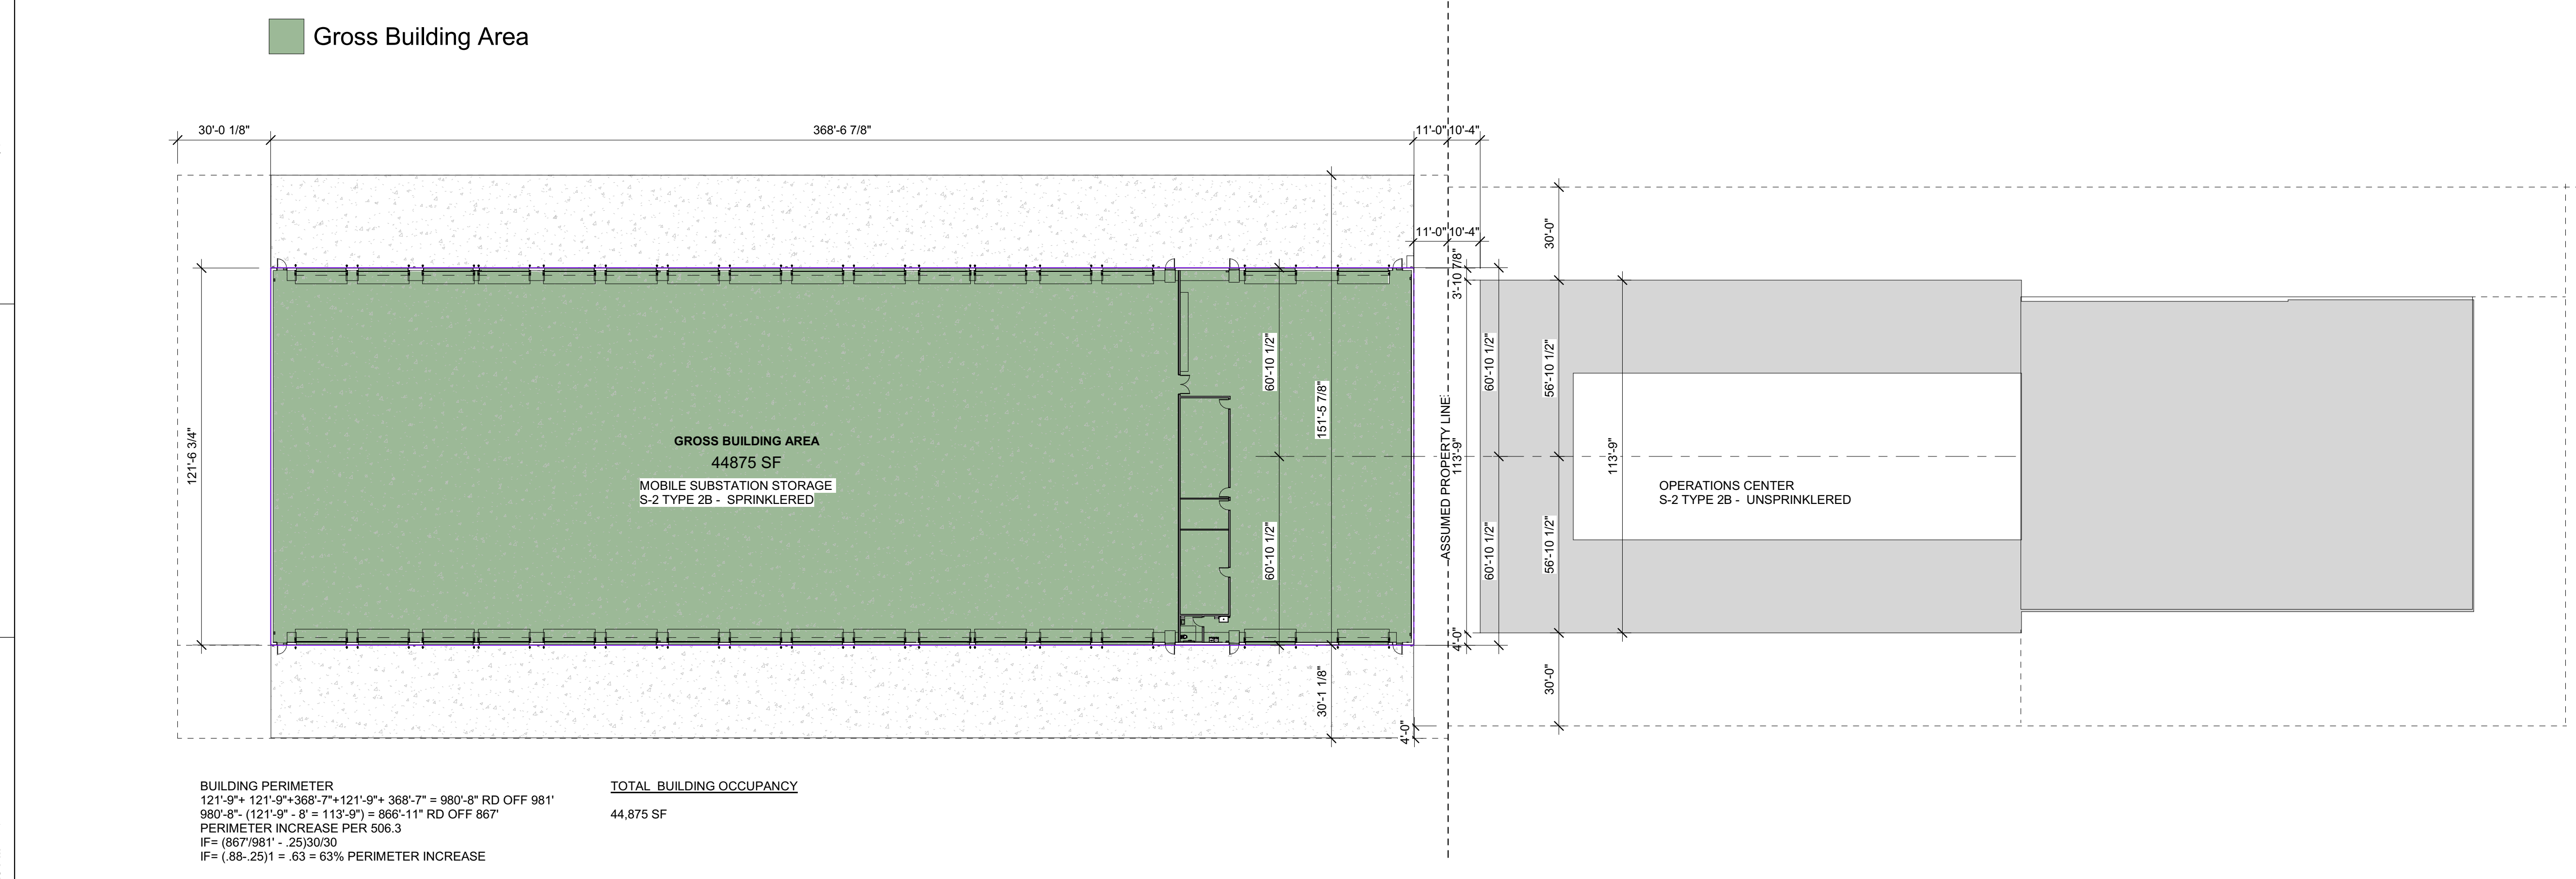 Gross Building Area
30'-0 1/8"
368'-6 7/8"
11'-0"
10'-4"
11'-0"
10'-4"
30'-0"
3'-10 7/8"
121'-6 3/4"
60'-10 1/2"
151'-5 7/8"
60'-10 1/2"
56'-10 1/2"
GROSS BUILDING AREA
44875 SF
MOBILE SUBSTATION STORAGE
S-2 TYPE 2B - SPRINKLERED
ASSUMED PROPERTY LINE
113'-9"
113'-9"
OPERATIONS CENTER
S-2 TYPE 2B - UNSPRINKLERED
60'-10 1/2"
60'-10 1/2"
56'-10 1/2"
4'-0"
30'-1 1/8"
30'-0"
4'-0"
BUILDING PERIMETER
121'-9"+ 121'-9"+368'-7"+121'-9"+ 368'-7" = 980'-8" RD OFF 981'
980'-8"- (121'-9" - 8' = 113'-9") = 866'-11" RD OFF 867'
PERIMETER INCREASE PER 506.3
IF= (867'/981' - .25)30/30
IF= (.88-.25)1 = .63 = 63% PERIMETER INCREASE
TOTAL BUILDING OCCUPANCY
44,875 SF